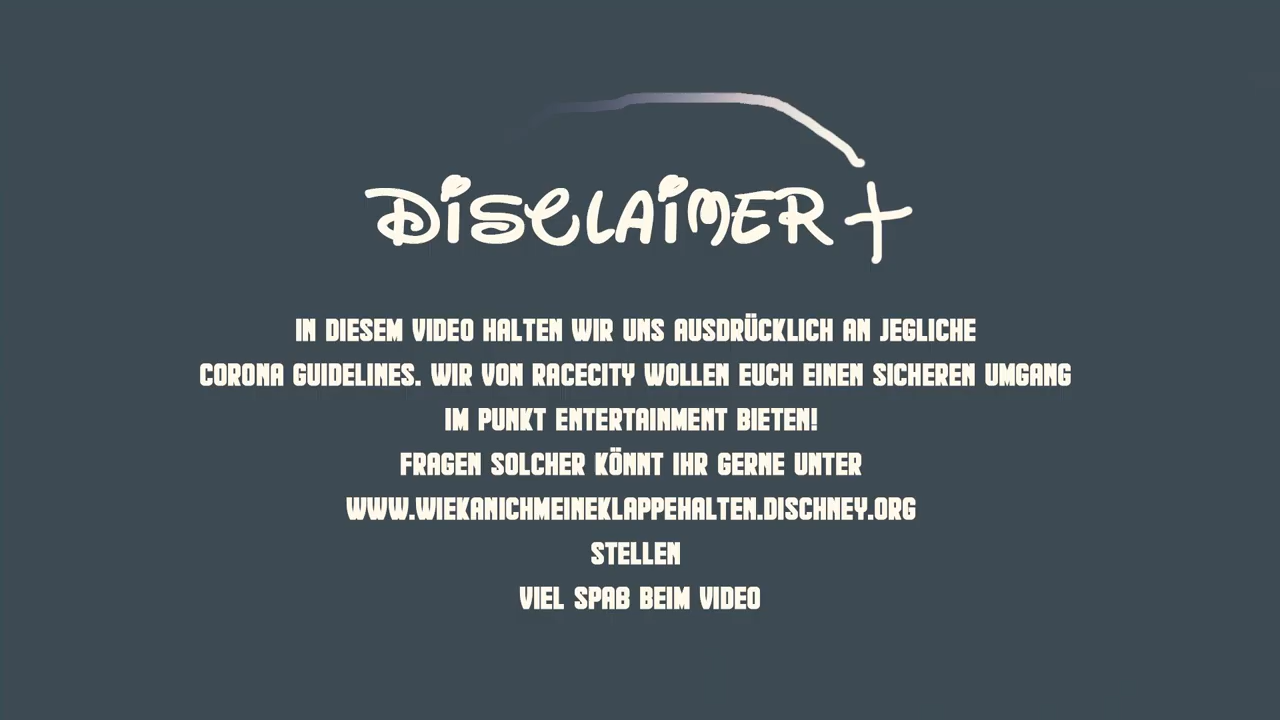 DISCLAIMER+
IN DIESEM VIDEO HALTEN WIR UNS AUSDRÜCKLICH AN JEGLICHE
CORONA GUIDELINES. WIR VON RACECITY WOLLEN EUCH EINEN SICHEREN UMGANG
IM PUNKT ENTERTAINMENT BIETEN!
FRAGEN SOLCHER KÖNNT IHR GERNE UNTER
WWW.WIEKANICHMEINEKLAPPEHALTEN.DISCHNEY.ORG
STELLEN
VIEL SPAß BEIM VIDEO